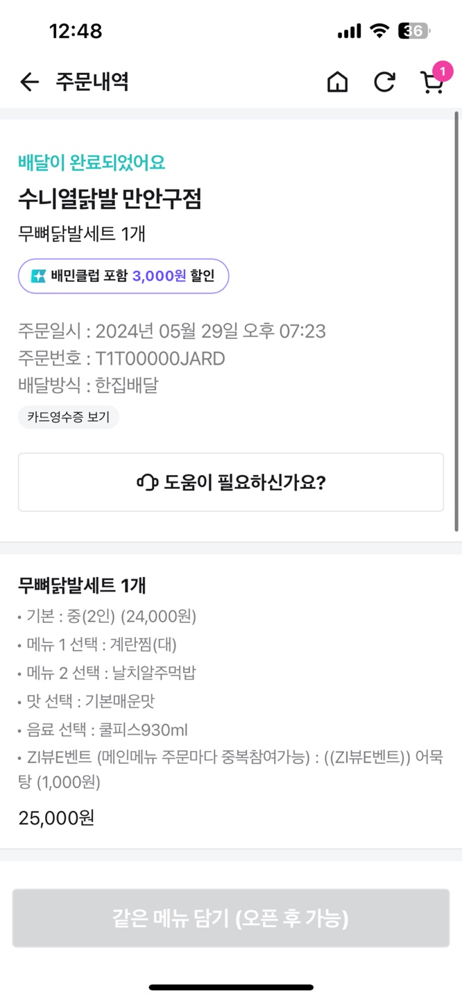 12:48
36
주문내역
1
배달이 완료되었어요
수니열닭발 만안구점
무뼈닭발세트 1개
배민클럽 포함 3,000원 할인
주문일시 : 2024년 05월 29일 오후 07:23
주문번호 : T1T00000JARD
배달방식 : 한집배달
카드영수증 보기
도움이 필요하신가요?
무뼈닭발세트 1개
• 기본 : 중(2인) (24,000원)
• 메뉴 1 선택 : 계란찜(대)
• 메뉴 2 선택 : 날치알주먹밥
• 맛 선택 : 기본매운맛
• 음료 선택 : 쿨피스930ml
• ZI뷰E벤트 (메인메뉴 주문마다 중복참여가능) : ((ZI뷰E벤트)) 어묵
탕 (1,000원)
25,000원
같은 메뉴 담기 (오픈 후 가능)